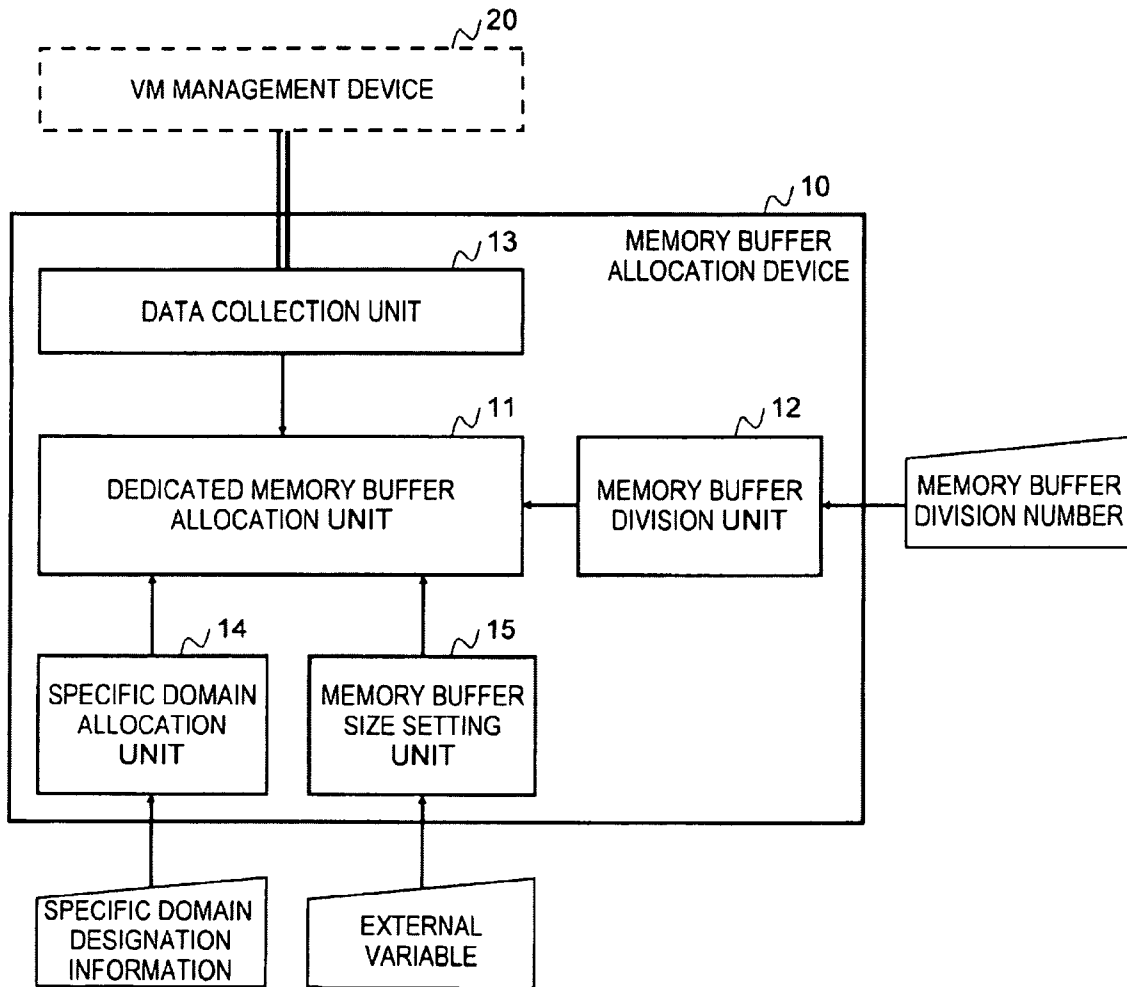 20
VM MANAGEMENT DEVICE
10
MEMORY BUFFER
ALLOCATION DEVICE
13
DATA COLLECTION UNIT
11
DEDICATED MEMORY BUFFER
ALLOCATION UNIT
12
MEMORY BUFFER
DIVISION UNIT
MEMORY BUFFER
DIVISION NUMBER
14
SPECIFIC DOMAIN
ALLOCATION
UNIT
15
MEMORY BUFFER
SIZE SETTING
UNIT
SPECIFIC DOMAIN
DESIGNATION
INFORMATION
EXTERNAL
VARIABLE